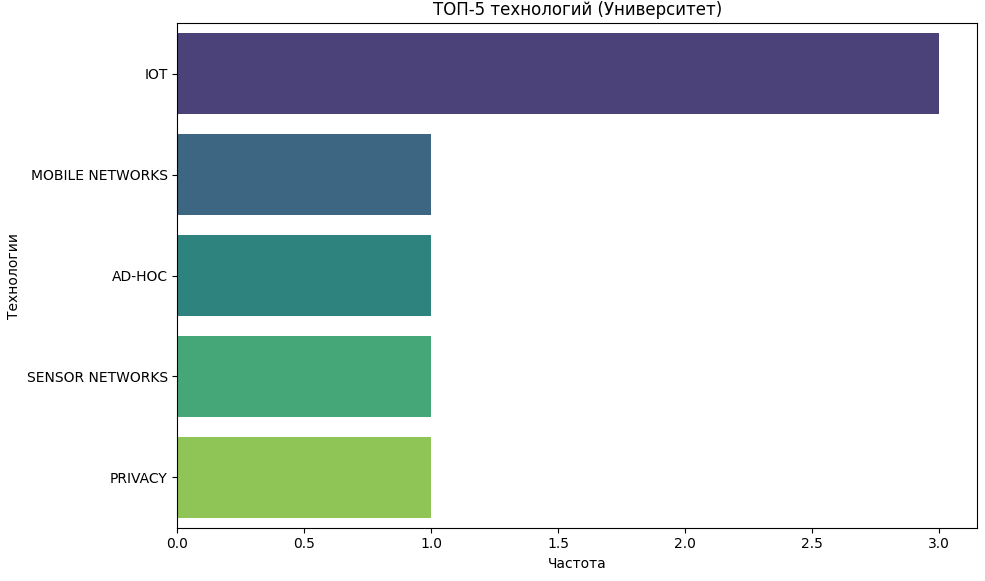 ТОП-5 технологий (Университет)
Технологии
IOT
MOBILE NETWORKS
AD-HOC
SENSOR NETWORKS
PRIVACY
0.0 0.5 1.0 1.5 2.0 2.5 3.0
Частота